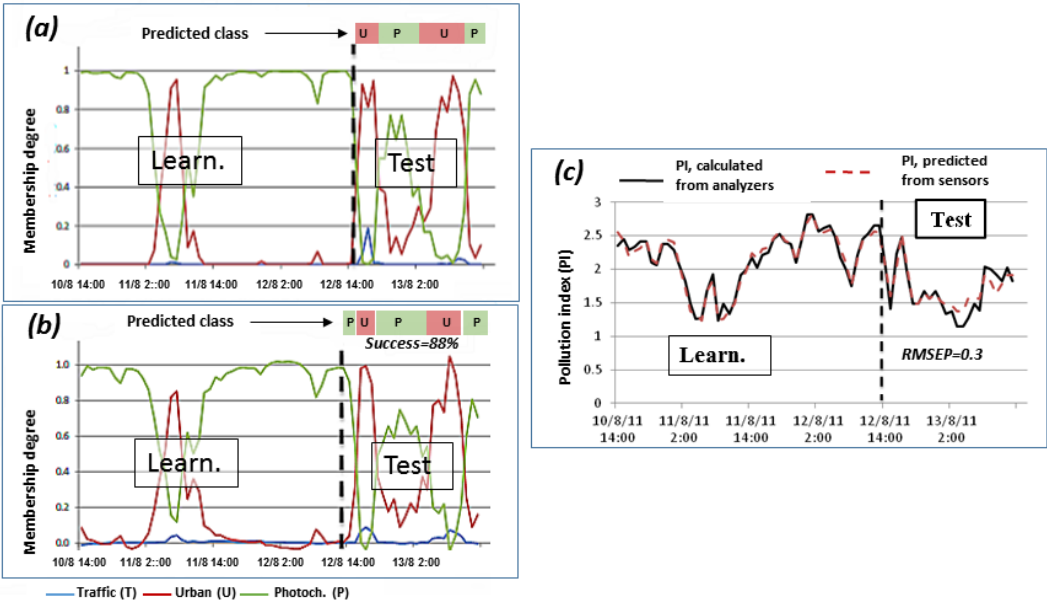 (a)
Predicted class
U P U P
Membership degree
1
0.8
0.6
0.4
0.2
0
Learn.
Test
10/8 14:00 11/8 2::00 11/8 14:00 12/8 2:00 12/8 14:00 13/8 2:00
(b)
Predicted class
P U P U P
Success=88%
Membership degree
1.0
0.8
0.6
0.4
0.2
0.0
Learn.
Test
10/8 14:00 11/8 2:00 11/8 14:00 12/8 2:00 12/8 14:00 13/8 2:00
Traffic (T) Urban (U) Photoch. (P)
(c)
PI, calculated
from analyzers
PI, predicted
from sensors
Pollution index (PI)
3
2.5
2
1.5
1
0.5
0
Test
Learn.
RMSEP=0.3
10/8/11 11/8/11 11/8/11 12/8/11 12/8/11 13/8/11
14:00 2:00 14:00 2:00 14:00 2:00